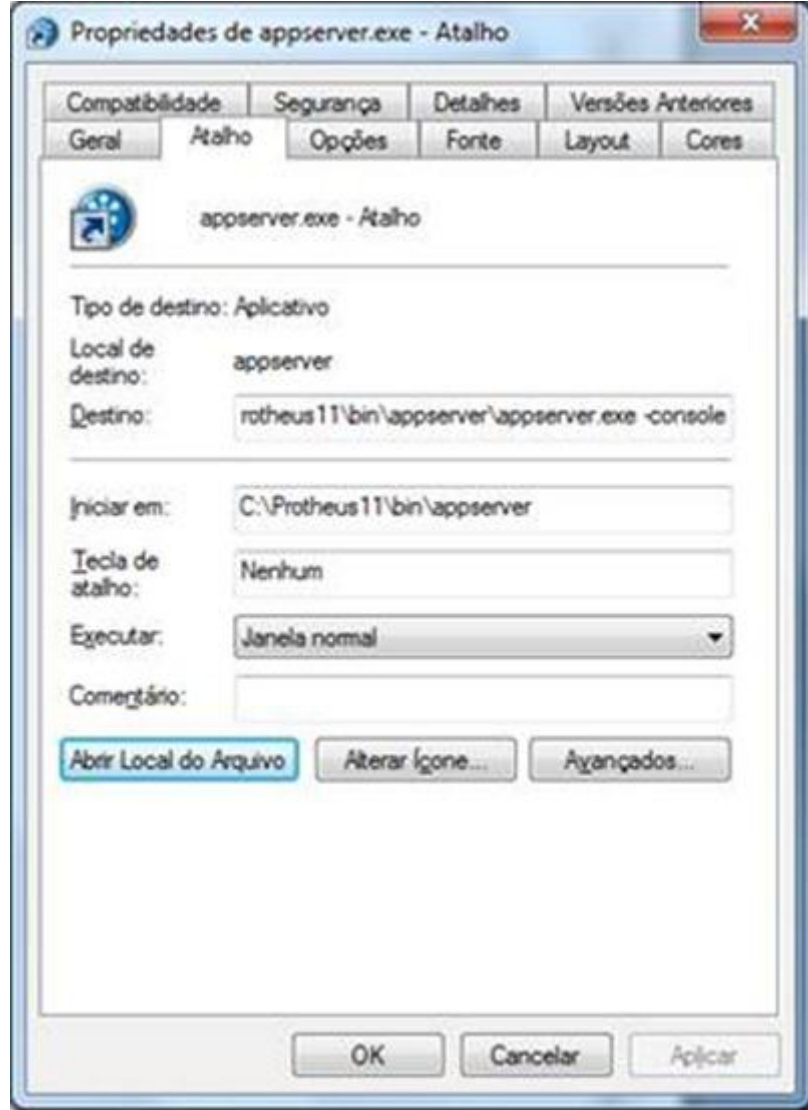 Propriedades de appserver.exe - Atalho
Compatibilidade Segurança Detalhes Versões Anteriores
Geral Atalho Opções Fonte Layout Cores
appserver.exe - Atalho
Tipo de destino: Aplicativo
Local de destino: appserver
Destino: rotheus11\bin\appserver\appserver.exe -console
Iniciar em: C:\Protheus11\bin\appserver
Tecla de atalho: Nenhum
Executar: Janela normal
Comentário:
Abrir Local do Arquivo Alterar Ícone... Avançados...
OK Cancelar Aplicar